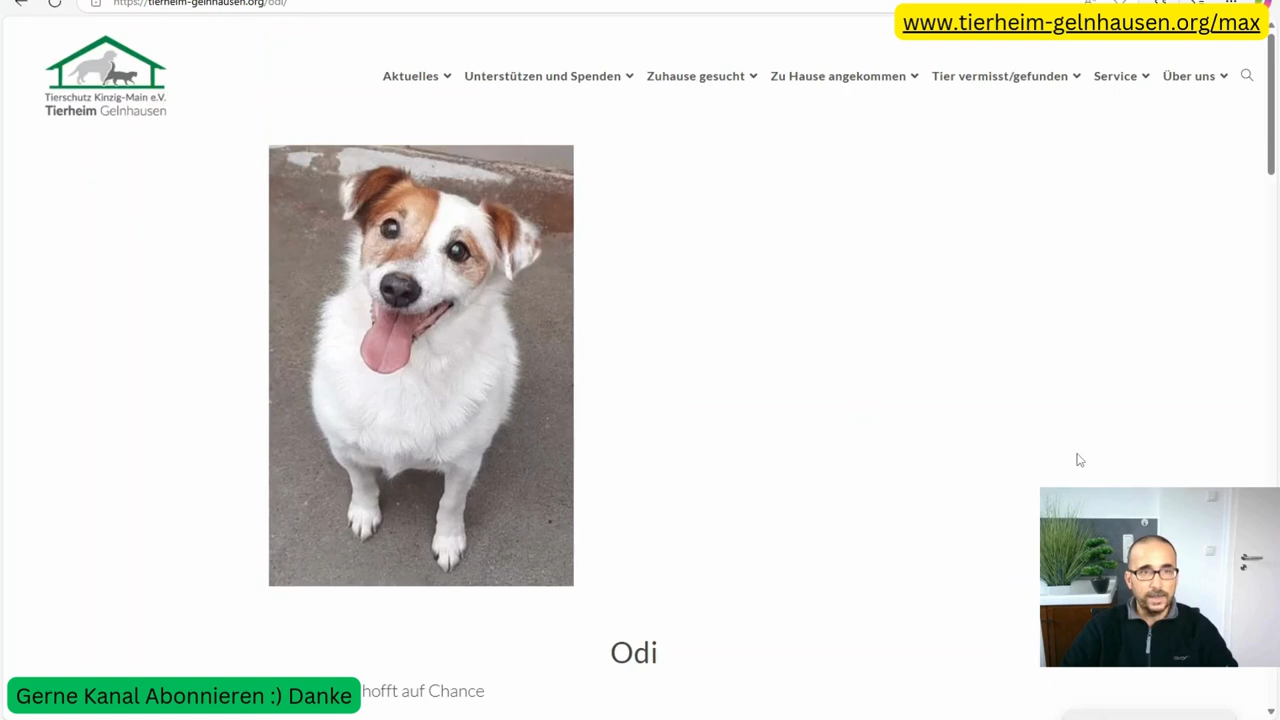 https://tierheim-gelnhausen.org/odi/
www.tierheim-gelnhausen.org/max
Tierschutz Kinzig-Main e.V.
Tierheim Gelnhausen
Aktuelles Unterstützen und Spenden Zuhause gesucht Zu Hause angekommen Tier vermisst/gefunden Service Über uns
Odi
hofft auf Chance
Gerne Kanal Abonnieren :) Danke